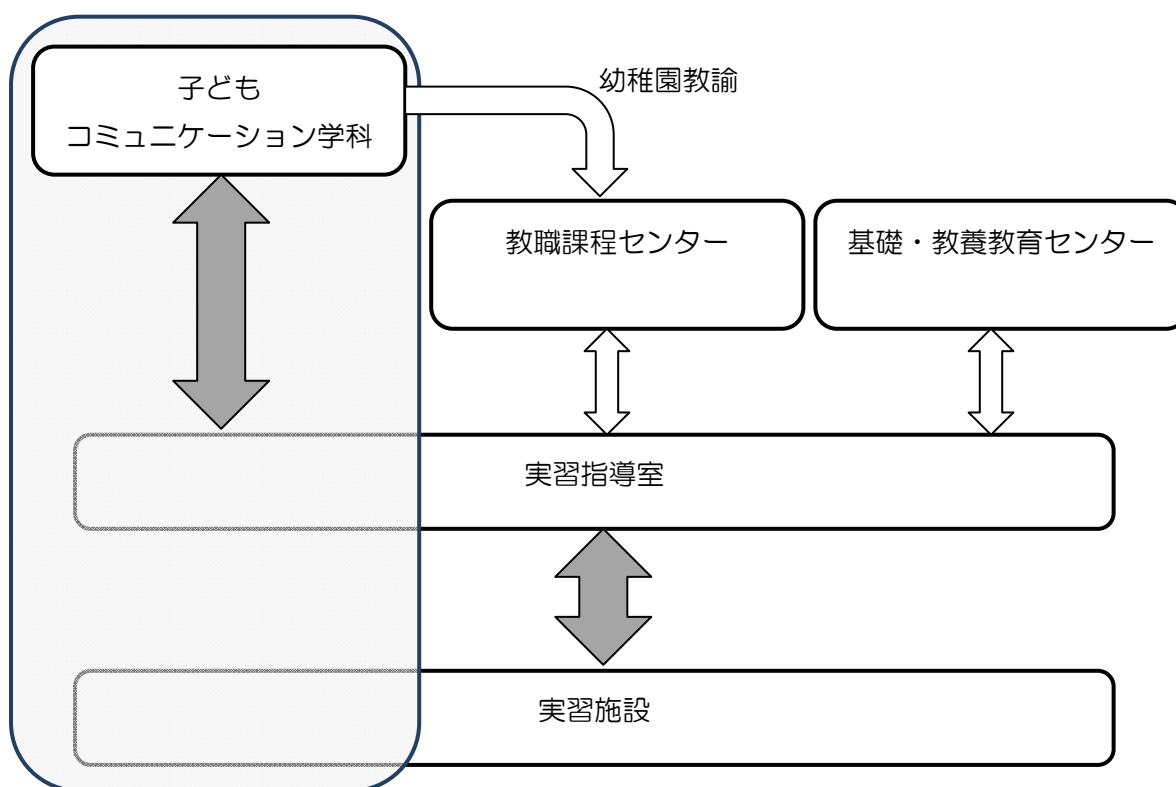 子ども
コミュニケーション学科
幼稚園教諭
教職課程センター
基礎・教養教育センター
実習指導室
実習施設